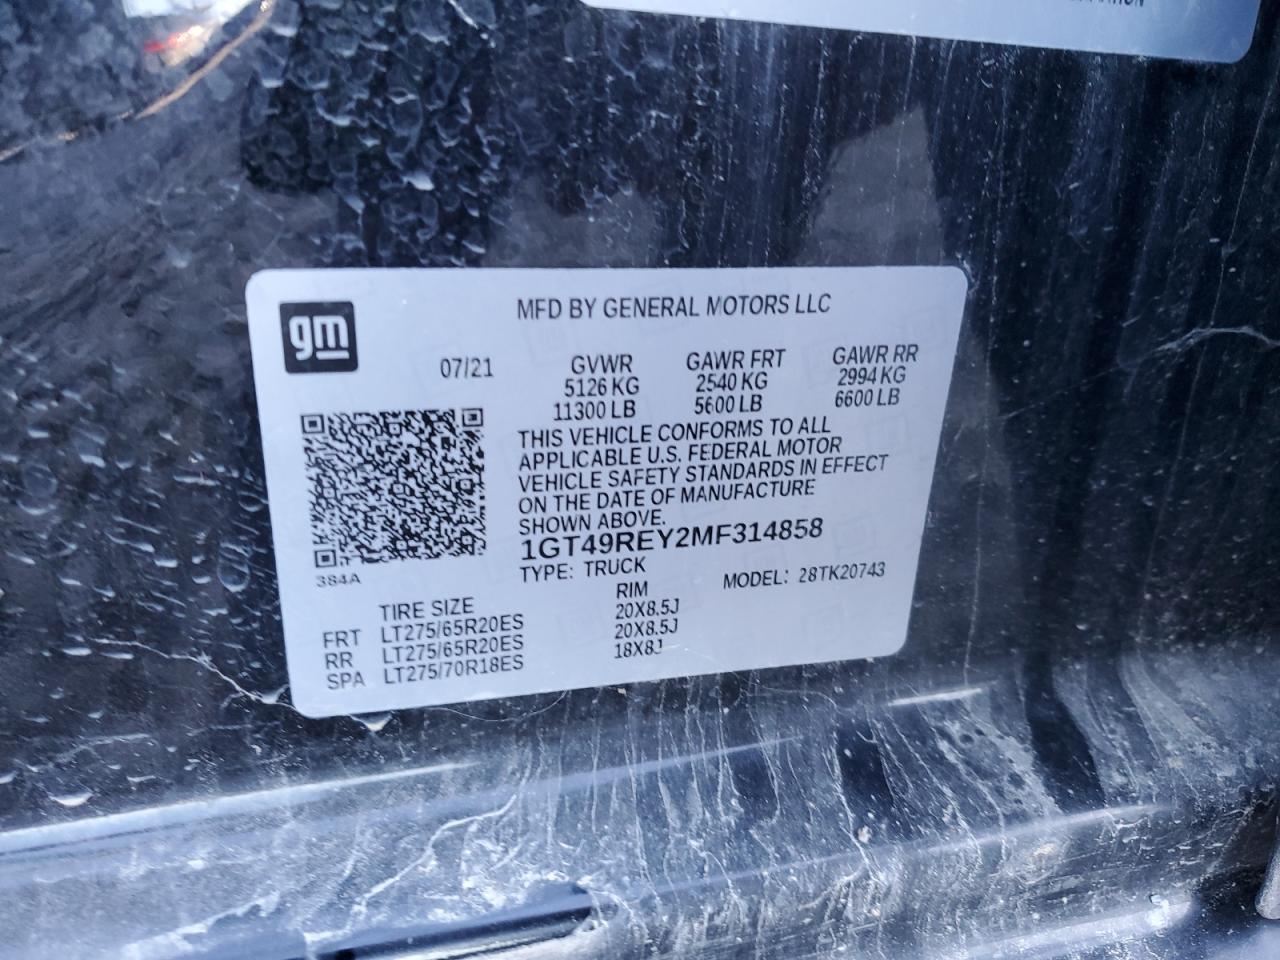 gm
MFD BY GENERAL MOTORS LLC
07/21
GVWR GAWR FRT GAWR RR
5126 KG 2540 KG 2994 KG
11300 LB 5600 LB 6600 LB
THIS VEHICLE CONFORMS TO ALL
APPLICABLE U.S. FEDERAL MOTOR
VEHICLE SAFETY STANDARDS IN EFFECT
ON THE DATE OF MANUFACTURE
SHOWN ABOVE.
1GT49REY2MF314858
384A
TYPE: TRUCK MODEL: 28TK20743
TIRE SIZE RIM
FRT LT275/65R20ES 20X8.5J
RR LT275/65R20ES 20X8.5J
SPA LT275/70R18ES 18X8J